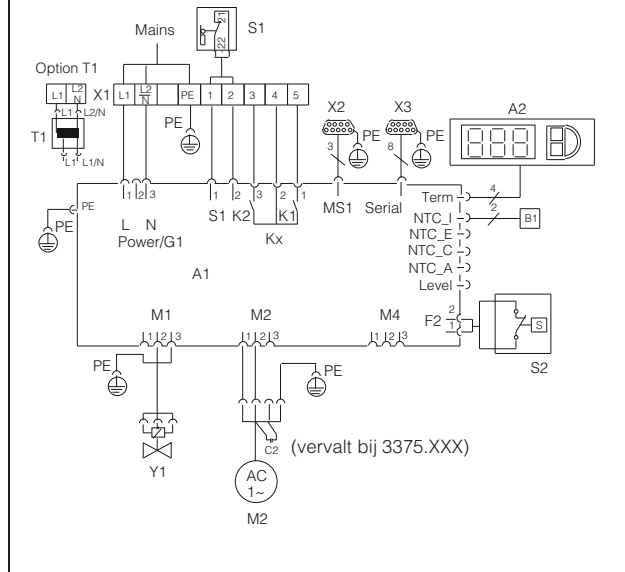 Mains
21
22
S1
Option T1
L1
L2
N
X1
L1
L2
N
PE
1
2
3
4
5
L1
L2/N
T1
L1
L1/N
PE
X2
3
PE
X3
8
PE
A2
PE
PE
1
2
3
1
2
3
2
1
L
N
Power/G1
S1
K2
K1
Kx
MS1
Serial
A1
Term
4
NTC_I
2
B1
NTC_E
NTC_C
NTC_A
Level
F2
2
1
S
S2
M1
M2
M4
1
2
3
1
2
3
1
2
3
PE
PE
Y1
C2
(vervalt bij 3375.XXX)
AC
1~
M2